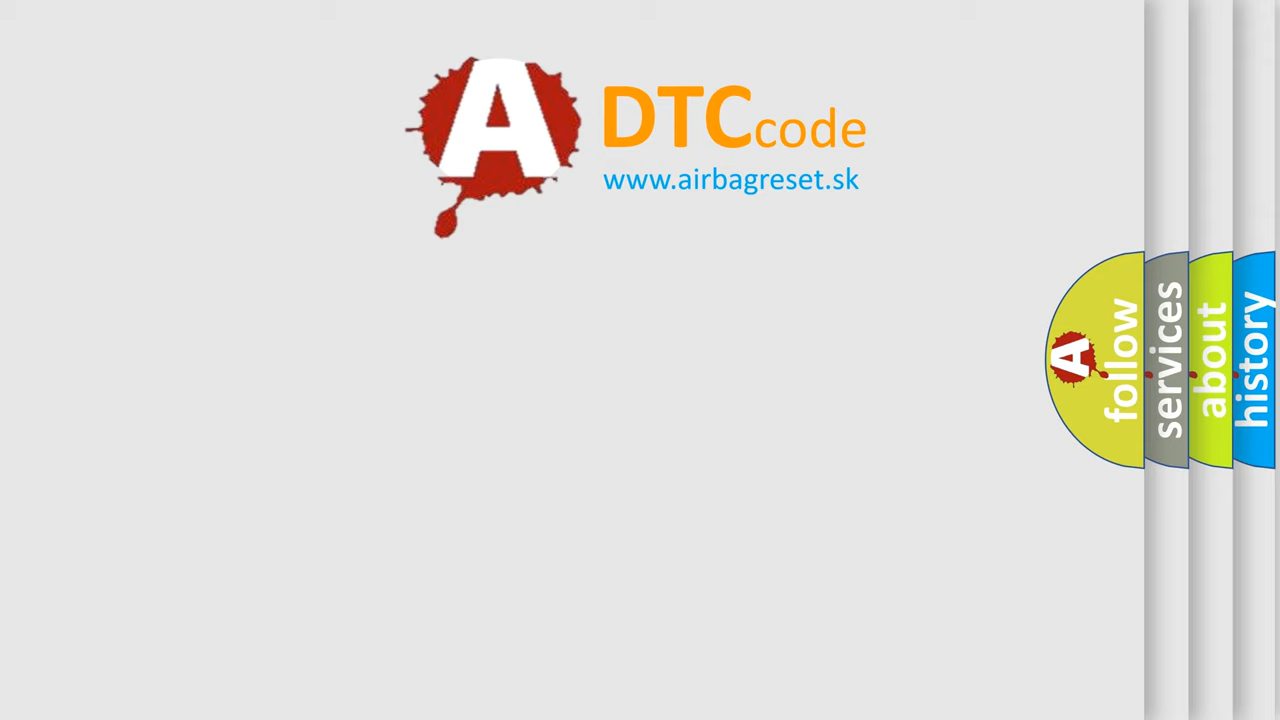 A
DTCcode
www.airbagreset.sk
A
follow
services
about
history